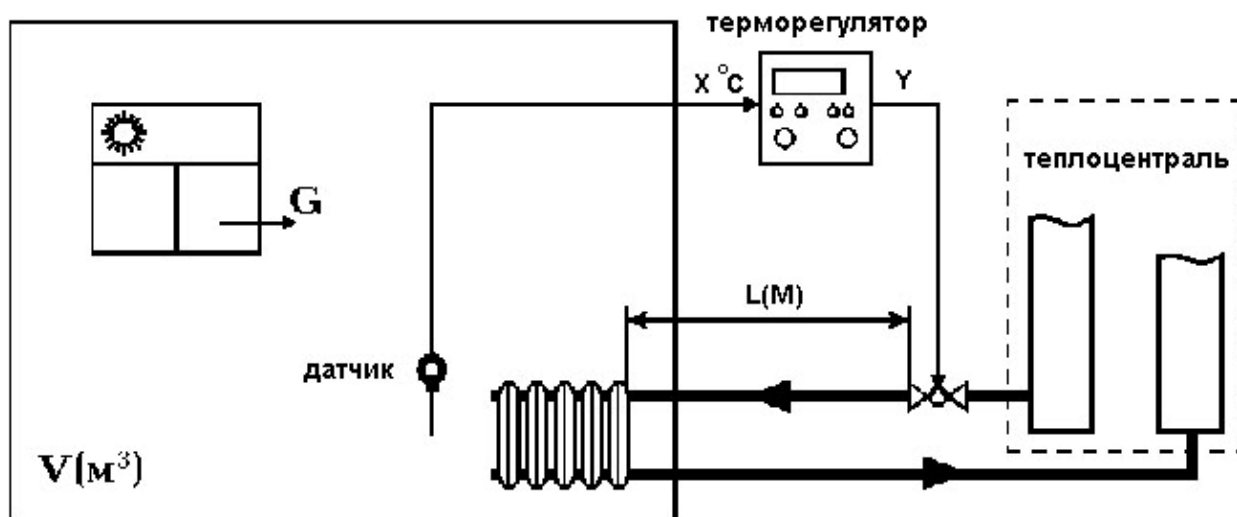 терморегулятор
X °C
Y
теплоцентраль
G
L(М)
датчик
V(м³)